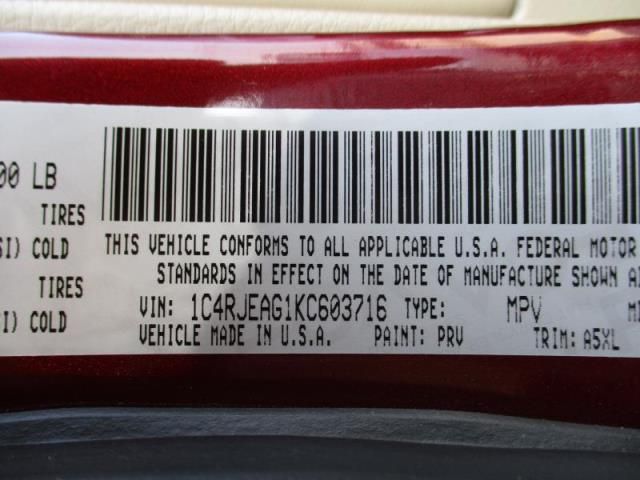 00 LB
TIRES
SI) COLD
TIRES
I) COLD
THIS VEHICLE CONFORMS TO ALL APPLICABLE U.S.A. FEDERAL MOTOR
STANDARDS IN EFFECT ON THE DATE OF MANUFACTURE SHOWN
VIN: 1C4RJEAG1KC603716 TYPE: MPV
VEHICLE MADE IN U.S.A. PAINT: PRV TRIM: A5XL